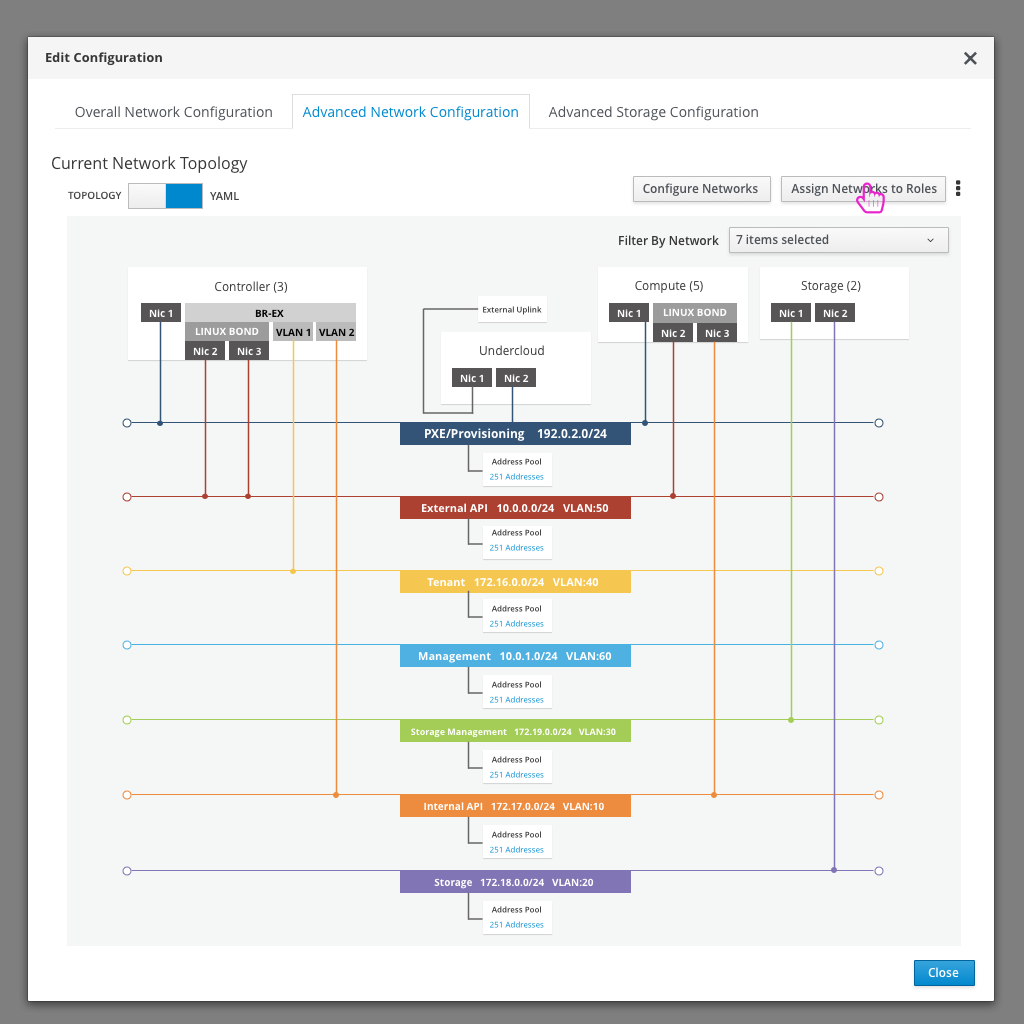 Edit Configuration
Overall Network Configuration
Advanced Network Configuration
Advanced Storage Configuration
Current Network Topology
TOPOLOGY
YAML
Configure Networks
Assign Networks to Roles
Filter By Network
7 items selected
Controller (3)
Nic 1
BR-EX
LINUX BOND
VLAN 1
VLAN 2
Nic 2
Nic 3
External Uplink
Undercloud
Nic 1
Nic 2
Compute (5)
Nic 1
LINUX BOND
Nic 2
Nic 3
Storage (2)
Nic 1
Nic 2
PXE/Provisioning 192.0.2.0/24
Address Pool
251 Addresses
External API 10.0.0.0/24 VLAN:50
Address Pool
251 Addresses
Tenant 172.16.0.0/24 VLAN:40
Address Pool
251 Addresses
Management 10.0.1.0/24 VLAN:60
Address Pool
251 Addresses
Storage Management 172.19.0.0/24 VLAN:30
Address Pool
251 Addresses
Internal API 172.17.0.0/24 VLAN:10
Address Pool
251 Addresses
Storage 172.18.0.0/24 VLAN:20
Address Pool
251 Addresses
Close